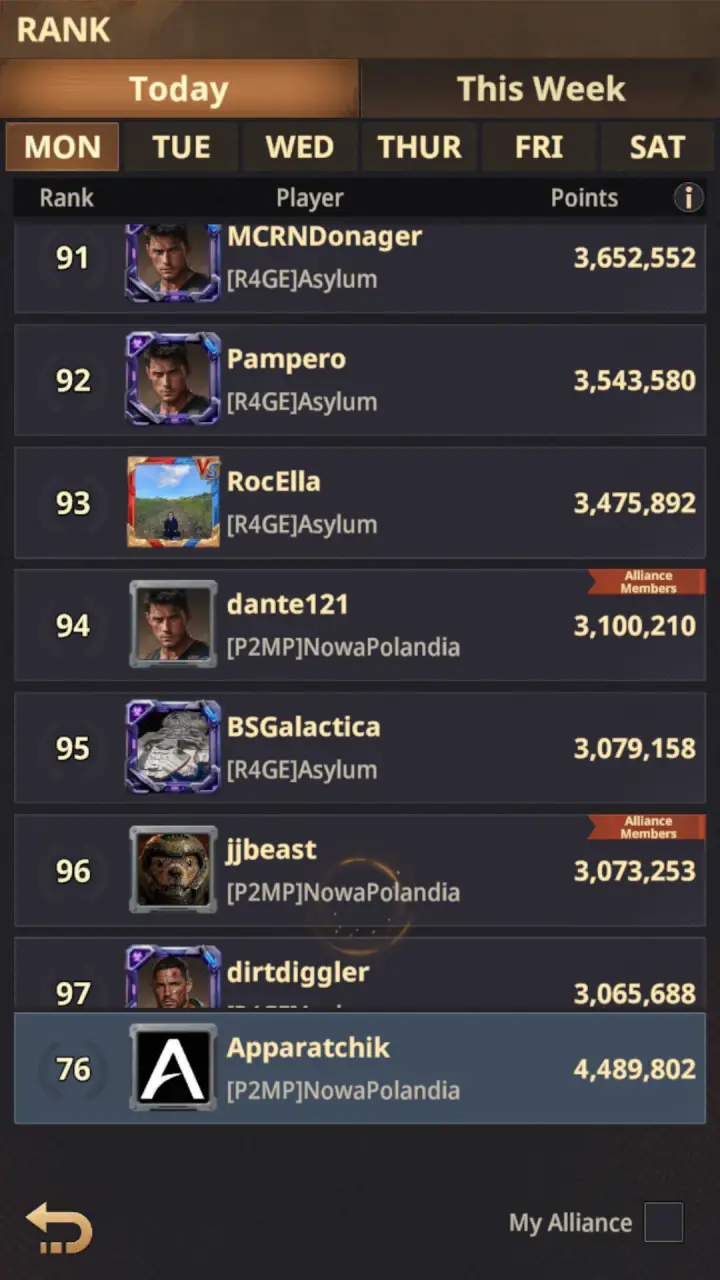 RANK
Today
This Week
MON
TUE
WED
THUR
FRI
SAT
Rank
Player
Points
91
MCRNDonager
[R4GE]Asylum
3,652,552
92
Pampero
[R4GE]Asylum
3,543,580
93
VS
RocElla
[R4GE]Asylum
3,475,892
94
dante121
[P2MP]NowaPolandia
Alliance
Members
3,100,210
95
BSGalactica
[R4GE]Asylum
3,079,158
96
jjbeast
[P2MP]NowaPolandia
Alliance
Members
3,073,253
97
dirtdiggler
3,065,688
76
Apparatchik
[P2MP]NowaPolandia
4,489,802
My Alliance